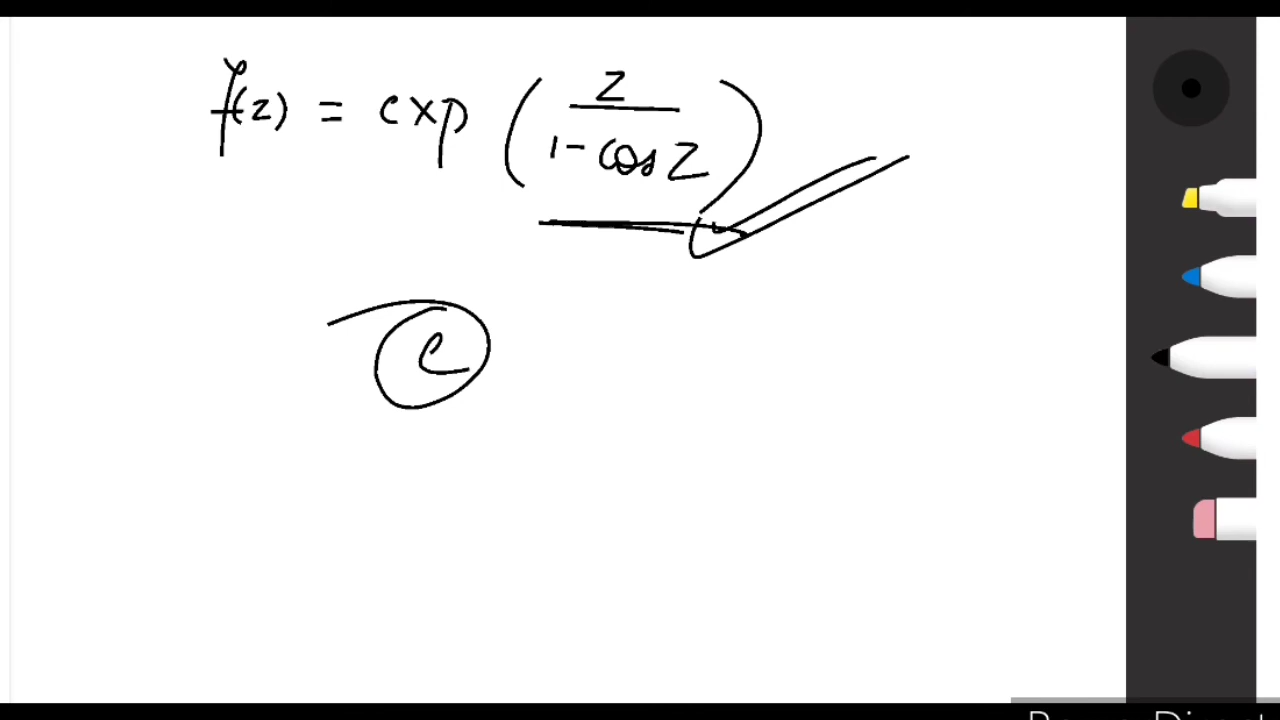 f(z) = exp ( z / 1 - cos z )
e